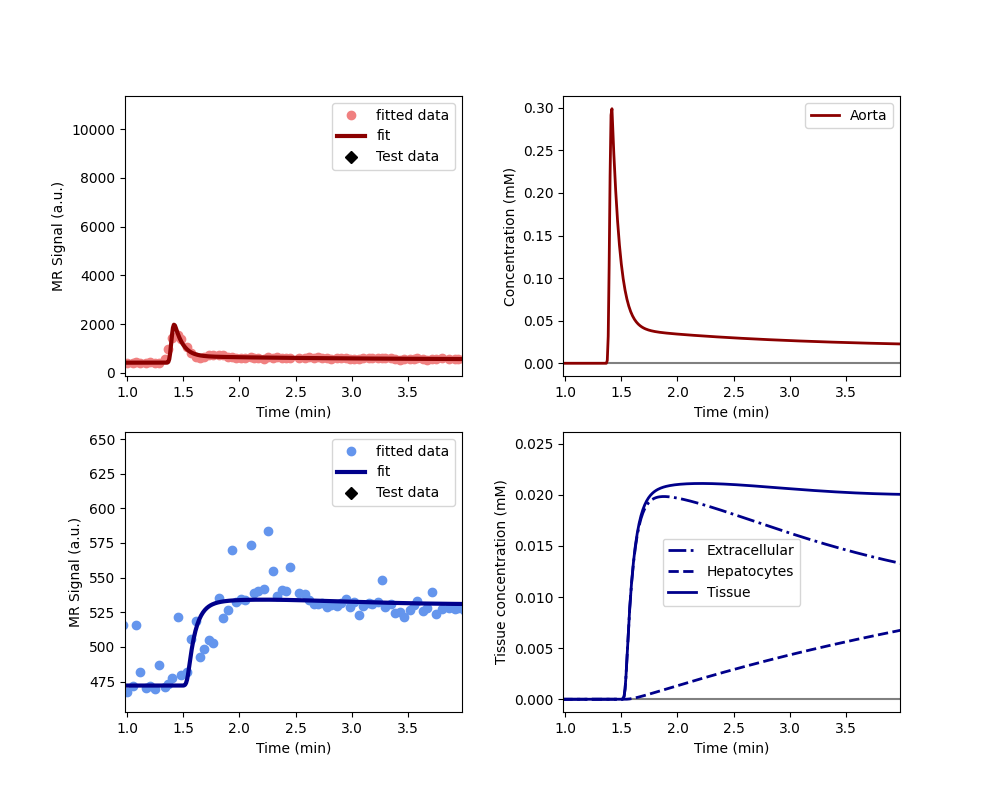 10000
8000
6000
4000
2000
0
MR Signal (a.u.)
1.0 1.5 2.0 2.5 3.0 3.5
Time (min)
fitted data
fit
Test data
0.30
0.25
0.20
0.15
0.10
0.05
0.00
Concentration (mM)
1.0 1.5 2.0 2.5 3.0 3.5
Time (min)
Aorta
650
625
600
575
550
525
500
475
MR Signal (a.u.)
1.0 1.5 2.0 2.5 3.0 3.5
Time (min)
fitted data
fit
Test data
0.025
0.020
0.015
0.010
0.005
0.000
Tissue concentration (mM)
1.0 1.5 2.0 2.5 3.0 3.5
Time (min)
Extracellular
Hepatocytes
Tissue